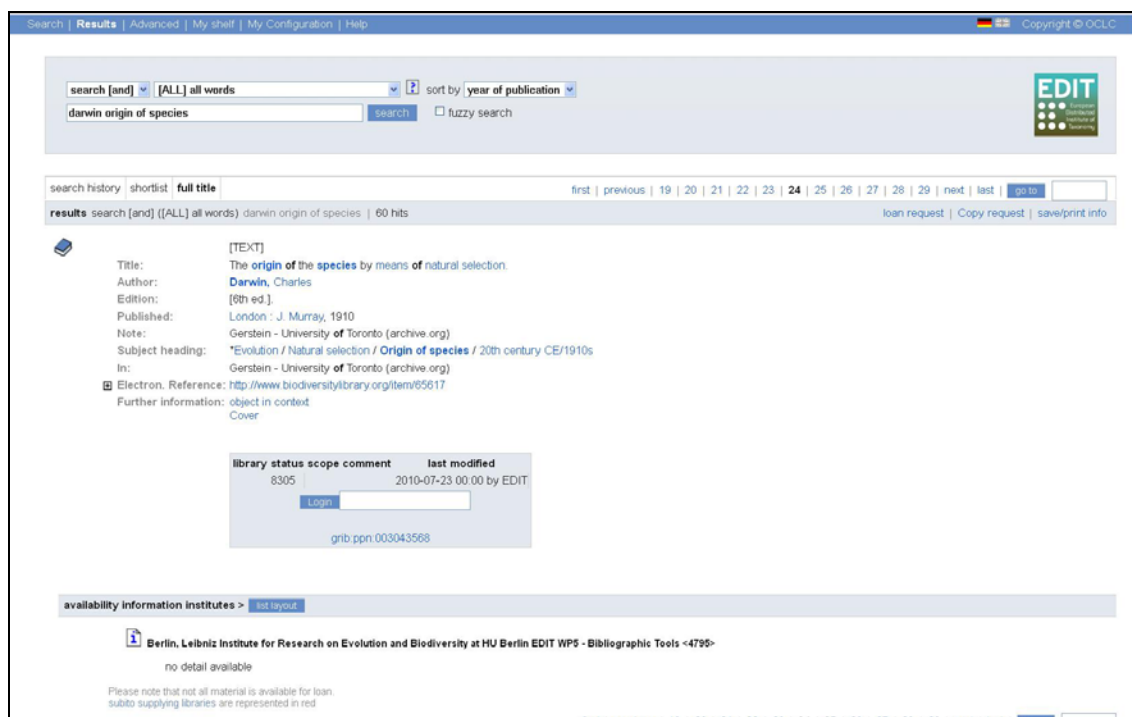 Search | Results | Advanced | My shelf | My Configuration | Help
Copyright © OCLC
search [and] [ALL] all words ? sort by year of publication
darwin origin of species search fuzzy search
EDIT
European
Distributed
Institute of
Taxonomy
search history shortlist full title
first | previous | 19 | 20 | 21 | 22 | 23 | 24 | 25 | 26 | 27 | 28 | 29 | next | last | go to
results search [and] ([ALL] all words) darwin origin of species | 60 hits
loan request | Copy request | save/print info
[TEXT]
Title: The origin of the species by means of natural selection.
Author: Darwin, Charles
Edition: [6th ed.].
Published: London : J. Murray, 1910
Note: Gerstein - University of Toronto (archive.org)
Subject heading: *Evolution / Natural selection / Origin of species / 20th century CE/1910s
In: Gerstein - University of Toronto (archive.org)
Electron. Reference: http://www.biodiversitylibrary.org/item/65617
Further information: object in context
Cover
library status scope comment last modified
8305 2010-07-23 00:00 by EDIT
Login
gnib:ppn:003043568
availability information institutes > list layout
Berlin, Leibniz Institute for Research on Evolution and Biodiversity at HU Berlin EDIT WP5 - Bibliographic Tools <4795>
no detail available
Please note that not all material is available for loan.
subito supplying libraries are represented in red